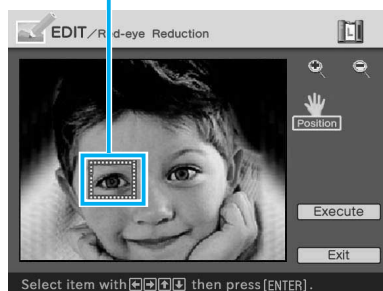 EDIT/Red-eye Reduction
L
Position
Execute
Exit
Select item with ←→↑↓ then press [ENTER].